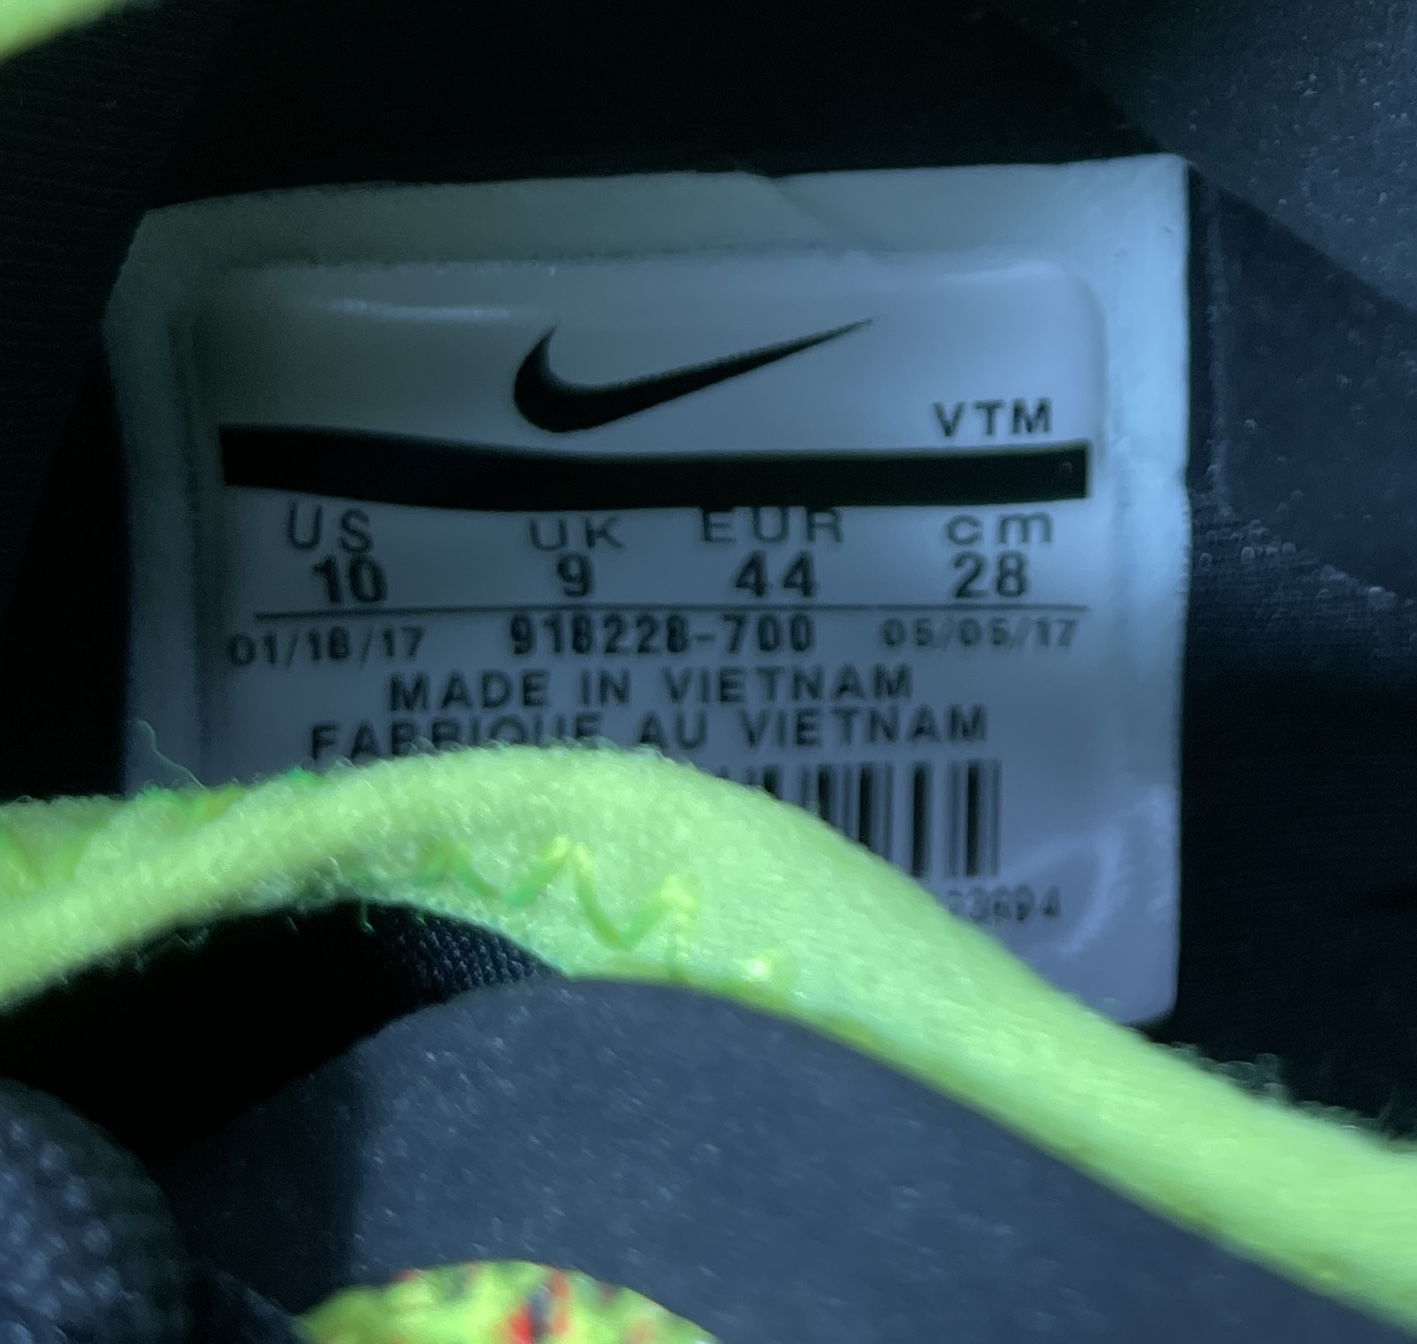 VTM
US UK EUR cm
10 9 44 28
01/18/17 918228-700 05/05/17
MADE IN VIETNAM
FABRIQUE AU VIETNAM